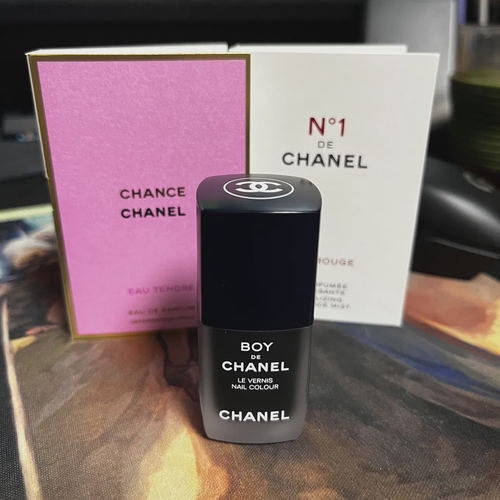 CHANCE
CHANEL
EAU TENDRE
EAU DE PARFUM
N°1
DE
CHANEL
ROUGE
BOY
DE
CHANEL
LE VERNIS
NAIL COLOUR
CHANEL